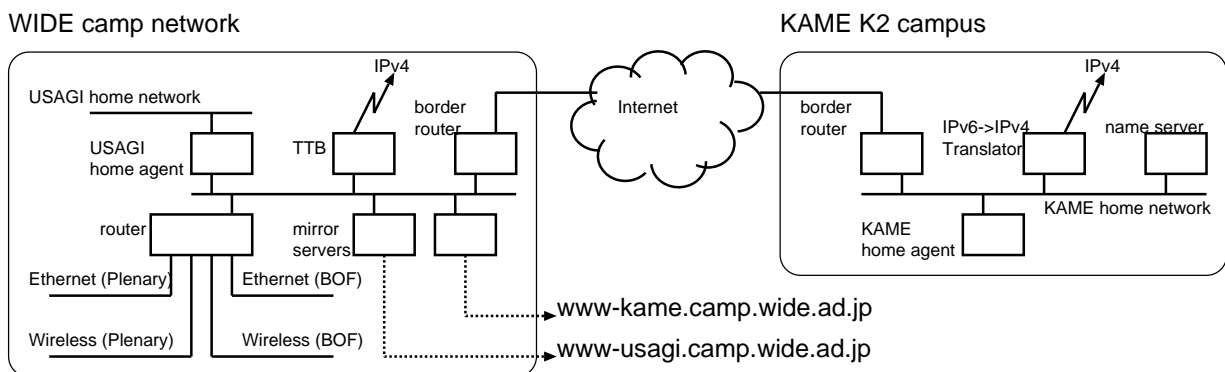 WIDE camp network
KAME K2 campus
IPv4
IPv4
USAGI home network
border
router
Internet
border
router
IPv6->IPv4
Translator
name server
USAGI
home agent
TTB
KAME home network
router
mirror
servers
KAME
home agent
Ethernet (Plenary)
Ethernet (BOF)
www-kame.camp.wide.ad.jp
Wireless (Plenary)
Wireless (BOF)
www-usagi.camp.wide.ad.jp